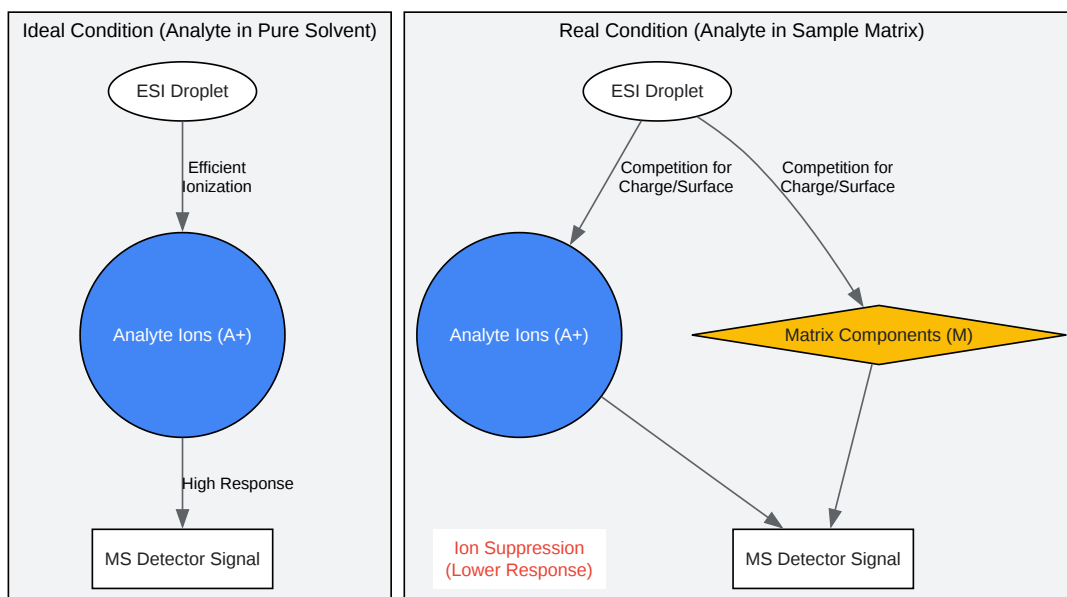 Ideal Condition (Analyte in Pure Solvent)
ESI Droplet
Efficient
Ionization
Analyte Ions (A+)
High Response
MS Detector Signal
Real Condition (Analyte in Sample Matrix)
ESI Droplet
Competition for
Charge/Surface
Competition for
Charge/Surface
Analyte Ions (A+)
Matrix Components (M)
Ion Suppression
(Lower Response)
MS Detector Signal